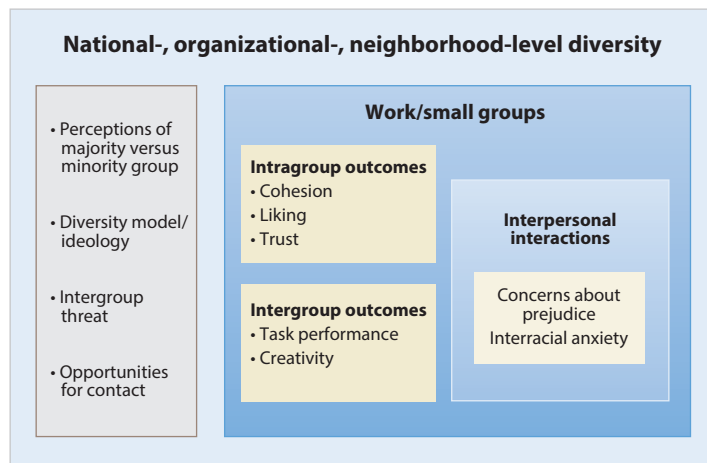 National-, organizational-, neighborhood-level diversity
• Perceptions of
majority versus
minority group
• Diversity model/
ideology
• Intergroup
threat
• Opportunities
for contact
Work/small groups
Intragroup outcomes
• Cohesion
• Liking
• Trust
Intergroup outcomes
• Task performance
• Creativity
Interpersonal
interactions
Concerns about
prejudice
Interracial anxiety